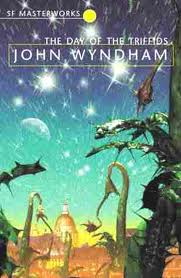 SF MASTERWORKS
THE DAY OF THE TRIFFIDS
JOHN WYNDHAM